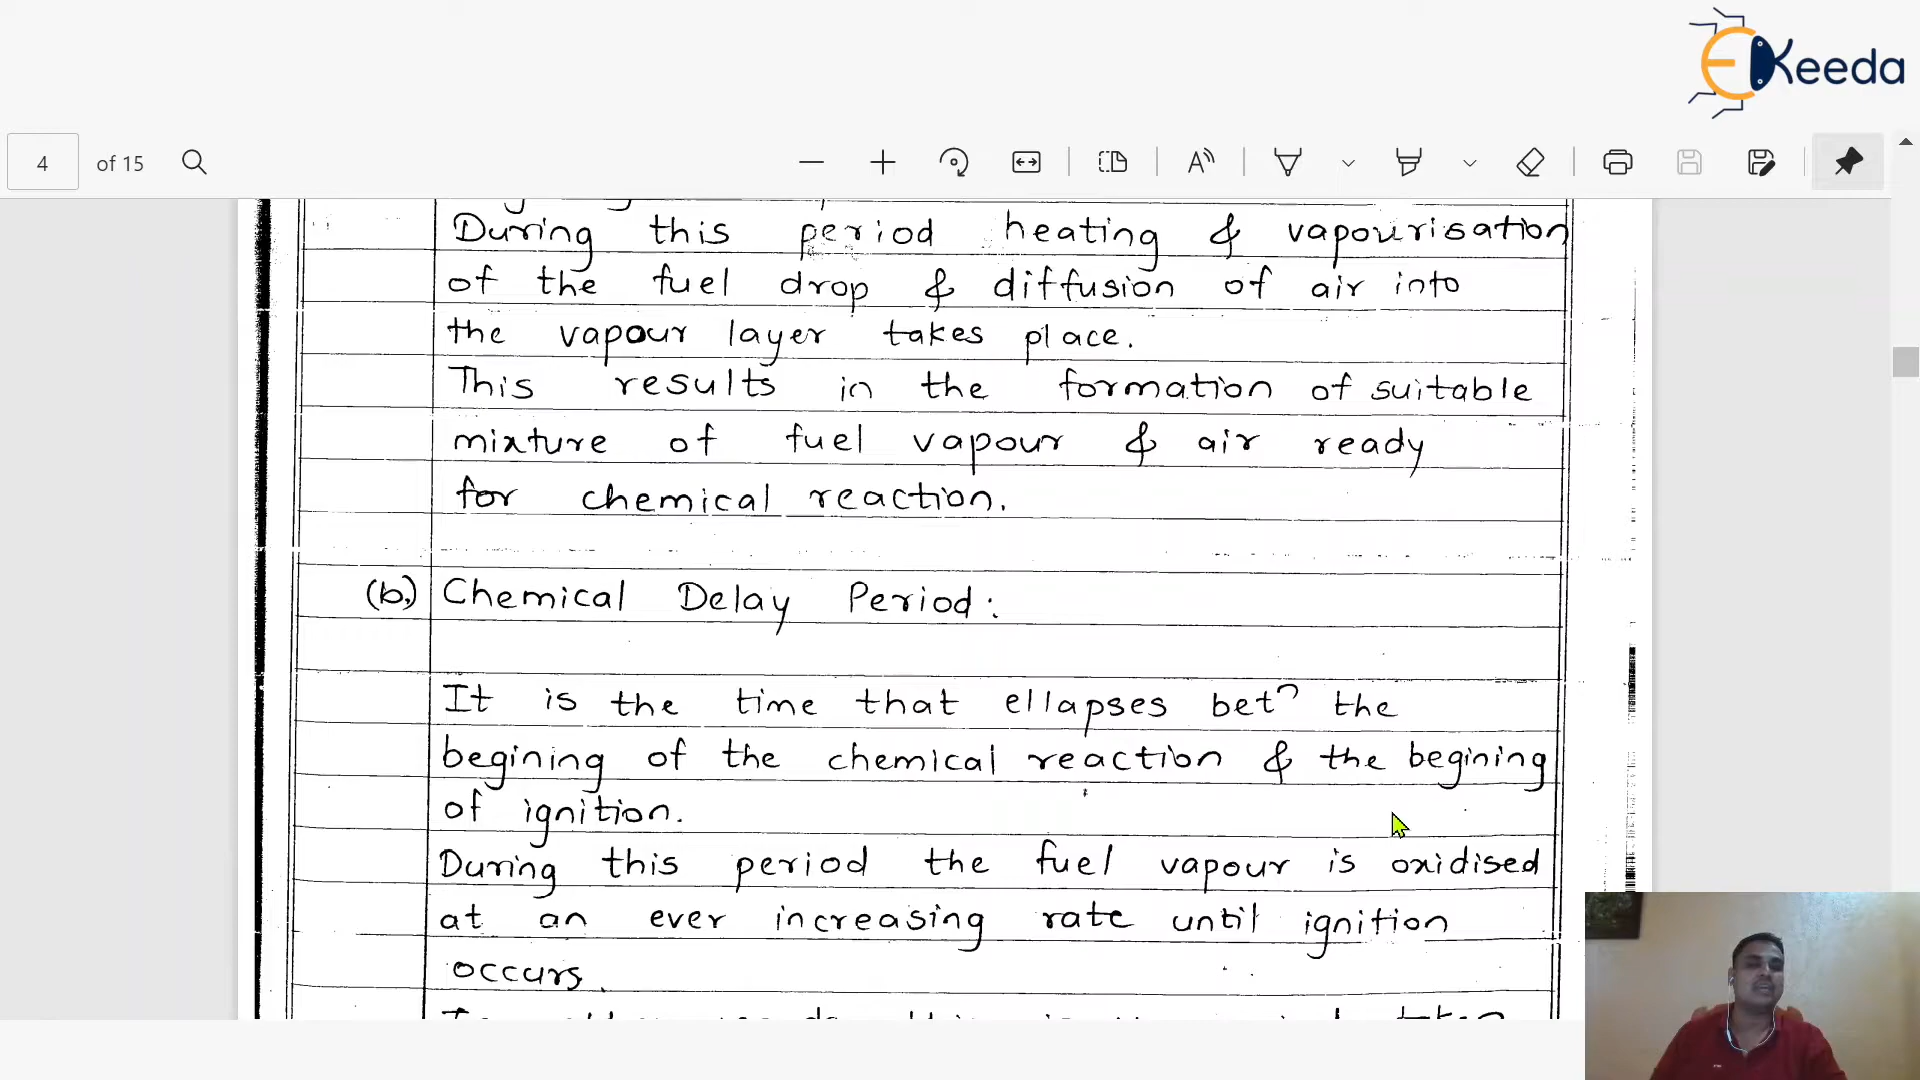 EKeeda
4 of 15
During this period heating & vapourisation
of the fuel drop & diffusion of air into
the vapour layer takes place.
This results in the formation of suitable
mixture of fuel vapour & air ready
for chemical reaction.
(b.) Chemical Delay Period:
It is the time that ellapses betn the
begining of the chemical reaction & the begining
of ignition.
During this period the fuel vapour is oxidised
at an ever increasing rate until ignition
occurs.